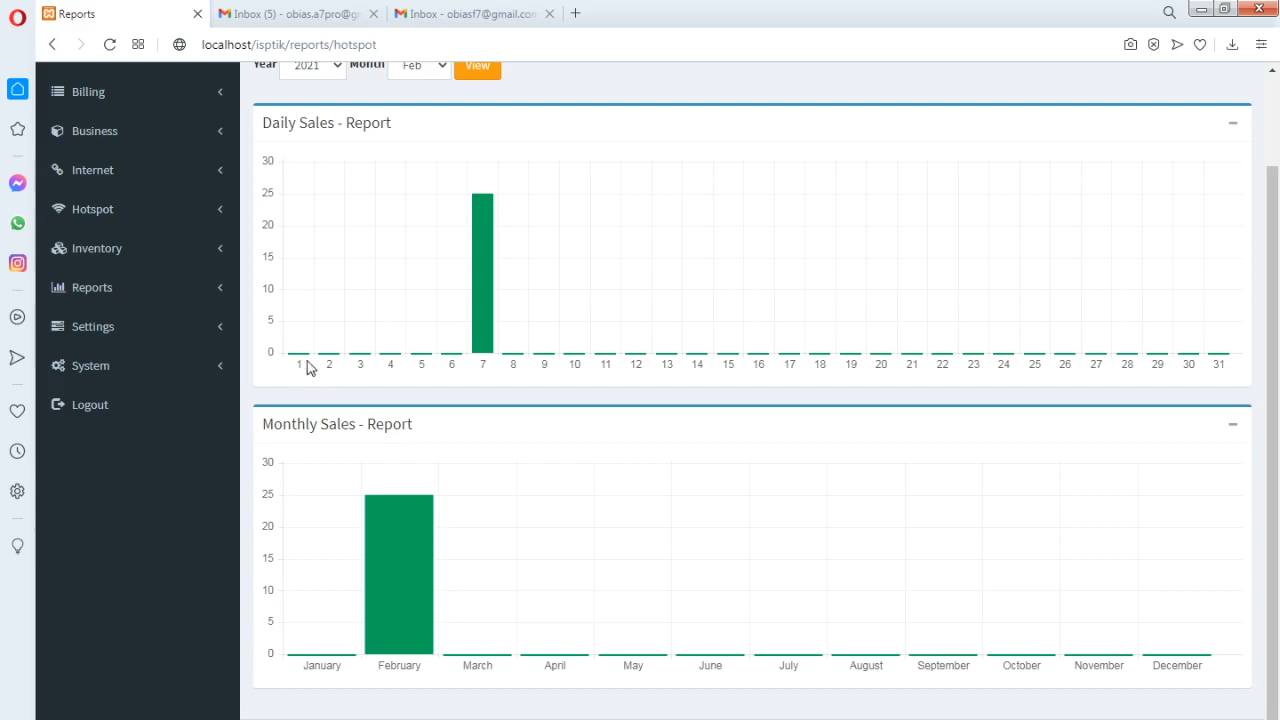 Reports
Inbox (5) - obias.a7pro@gr
Inbox - obiasf7@gmail.com
localhost/isptik/reports/hotspot
Year 2021 Month Feb View
Billing
Business
Internet
Hotspot
Inventory
Reports
Settings
System
Logout
Daily Sales - Report
30
25
20
15
10
5
0
1 2 3 4 5 6 7 8 9 10 11 12 13 14 15 16 17 18 19 20 21 22 23 24 25 26 27 28 29 30 31
Monthly Sales - Report
30
25
20
15
10
5
0
January February March April May June July August September October November December